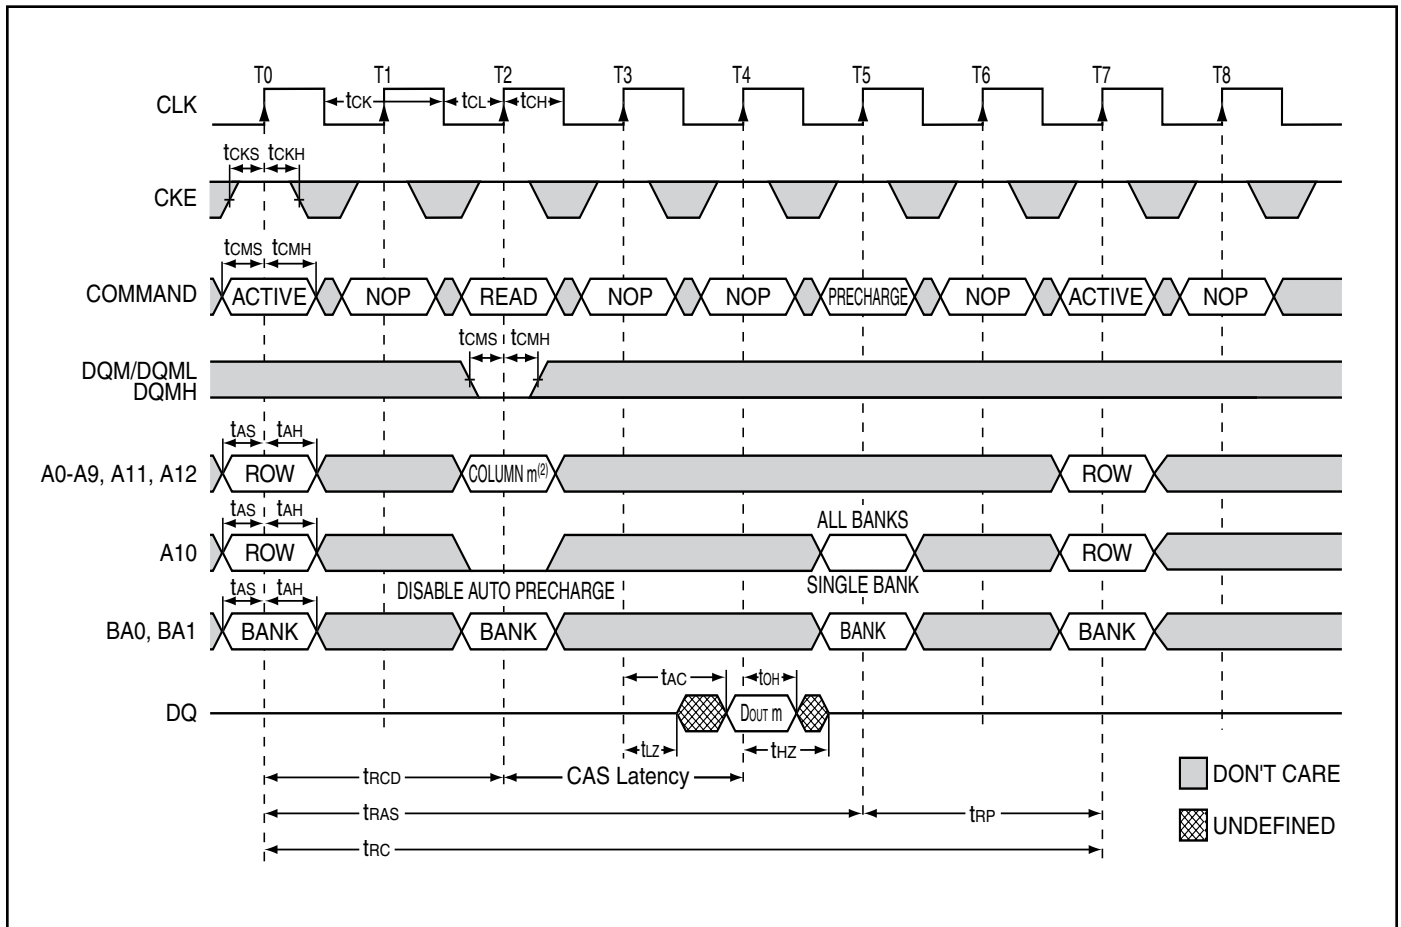 T0 T1 T2 T3 T4 T5 T6 T7 T8
CLK
tCK tCL tCH
tCKS tCKH
CKE
tCMS tCMH
COMMAND ACTIVE NOP READ NOP NOP PRECHARGE NOP ACTIVE NOP
tCMS tCMH
DQM/DQML
DQMH
tAS tAH
A0-A9, A11, A12 ROW COLUMN m(2) ROW
tAS tAH
ALL BANKS
A10 ROW ROW
DISABLE AUTO PRECHARGE SINGLE BANK
tAS tAH
BA0, BA1 BANK BANK BANK BANK
tAC tOH
DQ DOUT m
tLZ tHZ
tRCD CAS Latency
DON'T CARE
tRAS tRP
UNDEFINED
tRC